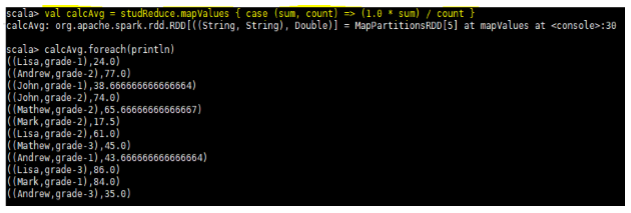 scala> val calcAvg = studReduce.mapValues { case (sum, count) => (1.0 * sum) / count }
calcAvg: org.apache.spark.rdd.RDD[((String, String), Double)] = MapPartitionsRDD[5] at mapValues at <console>:30
scala> calcAvg.foreach(println)
((Lisa,grade-1),24.0)
((Andrew,grade-2),77.0)
((John,grade-1),38.666666666666664)
((John,grade-2),74.0)
((Mathew,grade-2),65.66666666666667)
((Mark,grade-2),17.5)
((Lisa,grade-2),61.0)
((Mathew,grade-3),45.0)
((Andrew,grade-1),43.666666666666664)
((Lisa,grade-3),86.0)
((Mark,grade-1),84.0)
((Andrew,grade-3),35.0)